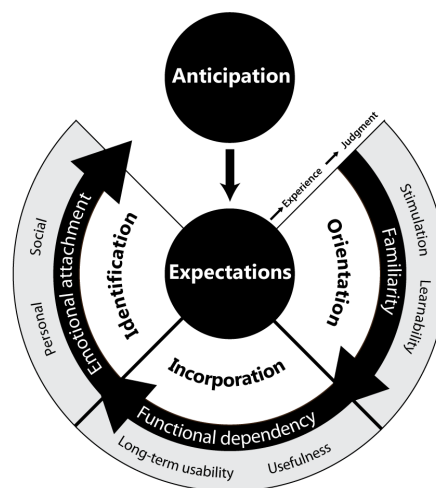 Anticipation
Expectations
Experience
Judgment
Orientation
Familiarity
Stimulation
Learnability
Incorporation
Functional dependency
Long-term usability
Usefulness
Identification
Emotional attachment
Personal
Social